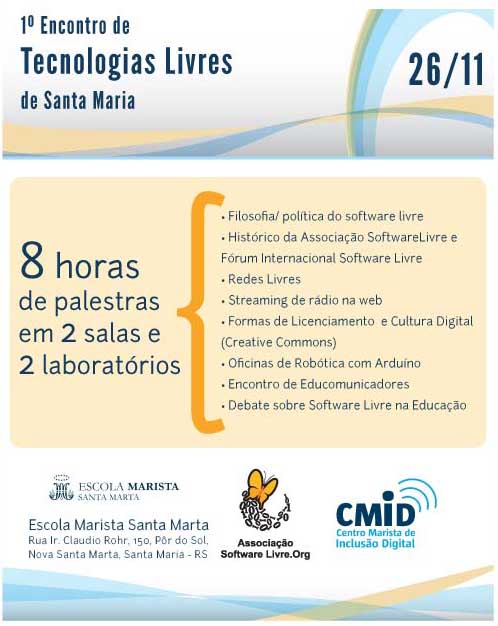 1º Encontro de
Tecnologias Livres
de Santa Maria
26/11
8 horas
de palestras
em 2 salas e
2 laboratórios
• Filosofia/ política do software livre
• Histórico da Associação SoftwareLivre e
Fórum Internacional Software Livre
• Redes Livres
• Streaming de rádio na web
• Formas de Licenciamento e Cultura Digital
(Creative Commons)
• Oficinas de Robótica com Arduíno
• Encontro de Educomunicadores
• Debate sobre Software Livre na Educação
ESCOLA MARISTA
SANTA MARTA
Escola Marista Santa Marta
Rua Ir. Claudio Rohr, 150, Pôr do Sol,
Nova Santa Marta, Santa Maria - RS
Associação
Software Livre.Org
CMiD
Centro Marista de
Inclusão Digital